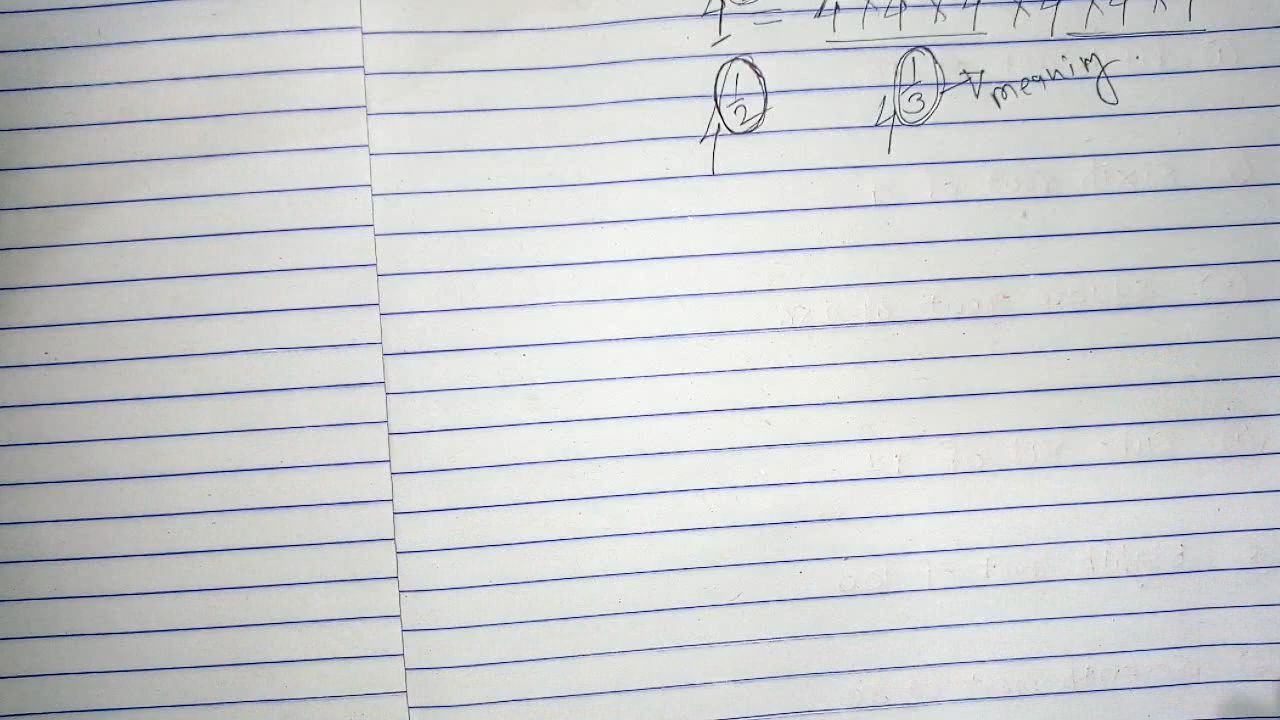 4 = 4 × 4 × 4 × 4 × 4 × 4
4^(1/2) 4^(1/3) → meaning.